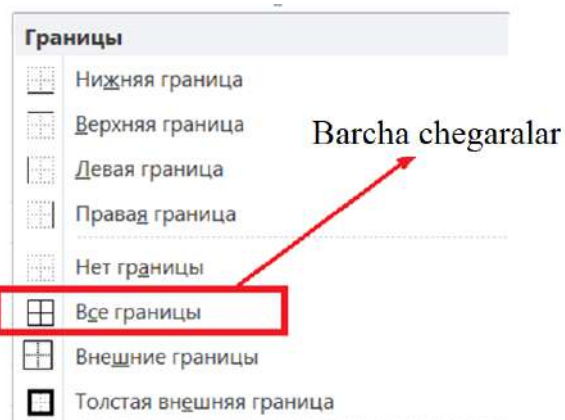 Границы
Нижняя граница
Верхняя граница
Barcha chegaralar
Левая граница
Правая граница
Нет границы
Все границы
Внешние границы
Толстая внешняя граница